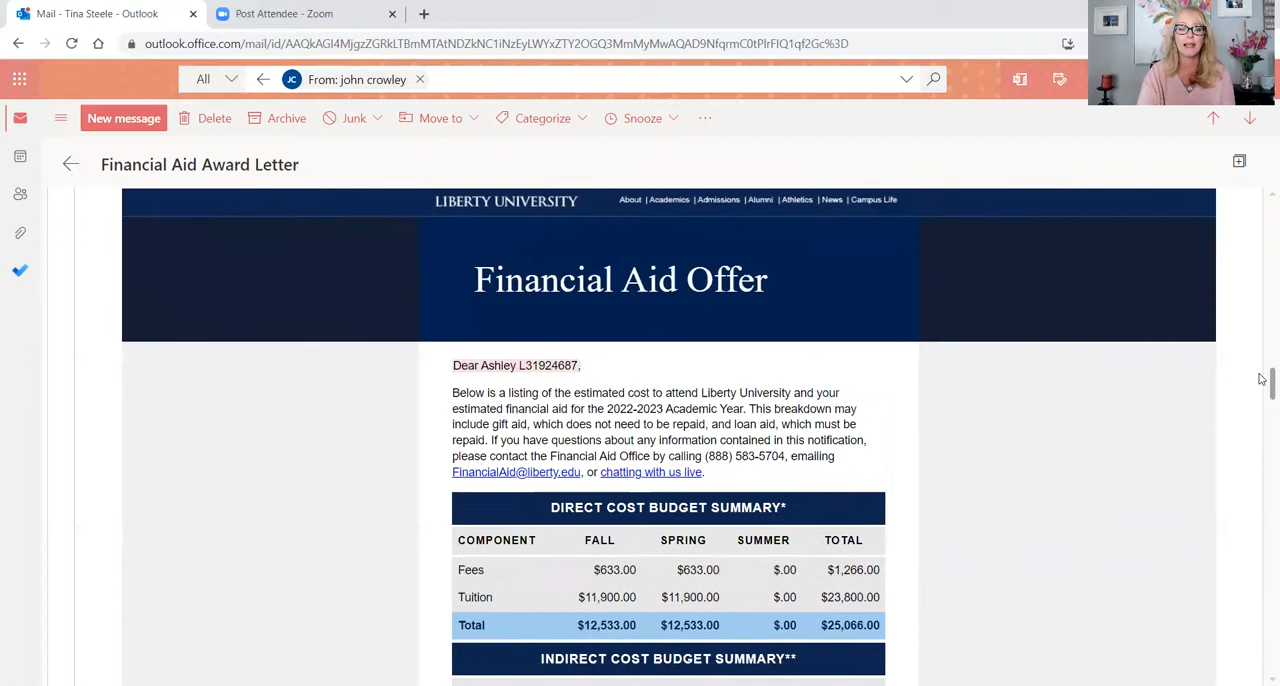 Mail - Tina Steele - Outlook
Post Attendee - Zoom
outlook.office.com/mail/id/AAQkAGI4MjgzZGRkLTBmMTAtNDZkNC1iNzEyLWYxZTY2OGQ3MmMyMwAQAD9NfqrmC0tPlrFIQ1qf2Gc%3D
All
JC From: john crowley
New message Delete Archive Junk Move to Categorize Snooze
Financial Aid Award Letter
LIBERTY UNIVERSITY About | Academics | Admissions | Alumni | Athletics | News | Campus Life
Financial Aid Offer
Dear Ashley L31924687,
Below is a listing of the estimated cost to attend Liberty University and your
estimated financial aid for the 2022-2023 Academic Year. This breakdown may
include gift aid, which does not need to be repaid, and loan aid, which must be
repaid. If you have questions about any information contained in this notification,
please contact the Financial Aid Office by calling (888) 583-5704, emailing
FinancialAid@liberty.edu, or chatting with us live.
DIRECT COST BUDGET SUMMARY*
COMPONENT FALL SPRING SUMMER TOTAL
Fees $633.00 $633.00 $.00 $1,266.00
Tuition $11,900.00 $11,900.00 $.00 $23,800.00
Total $12,533.00 $12,533.00 $.00 $25,066.00
INDIRECT COST BUDGET SUMMARY**